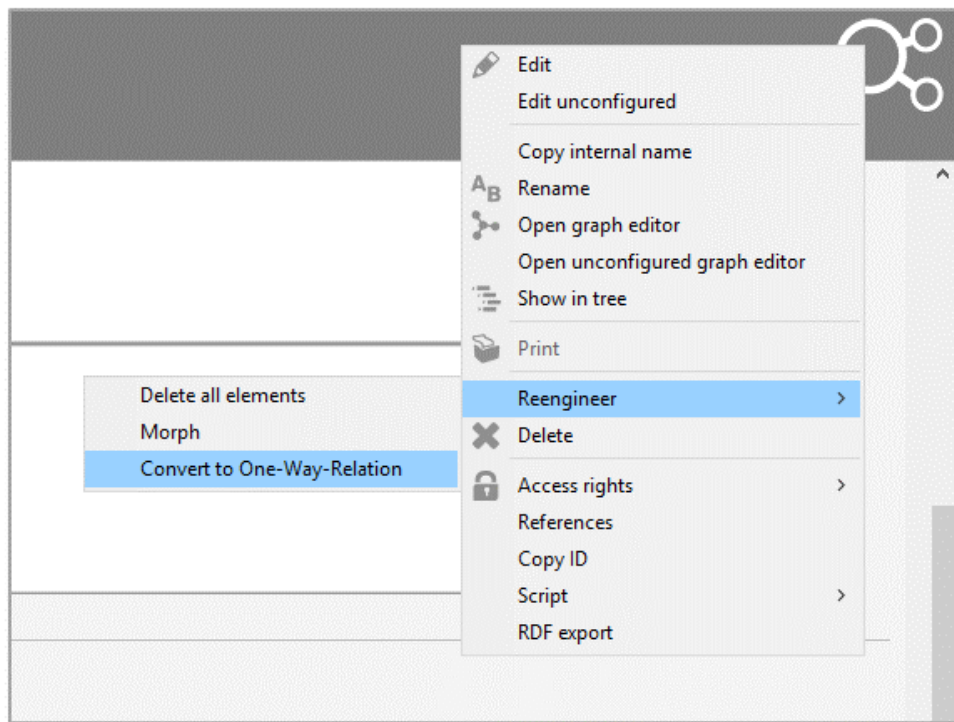 Edit
Edit unconfigured
Copy internal name
AB Rename
Open graph editor
Open unconfigured graph editor
Show in tree
Print
Reengineer
Delete all elements
Morph
Convert to One-Way-Relation
Delete
Access rights
References
Copy ID
Script
RDF export